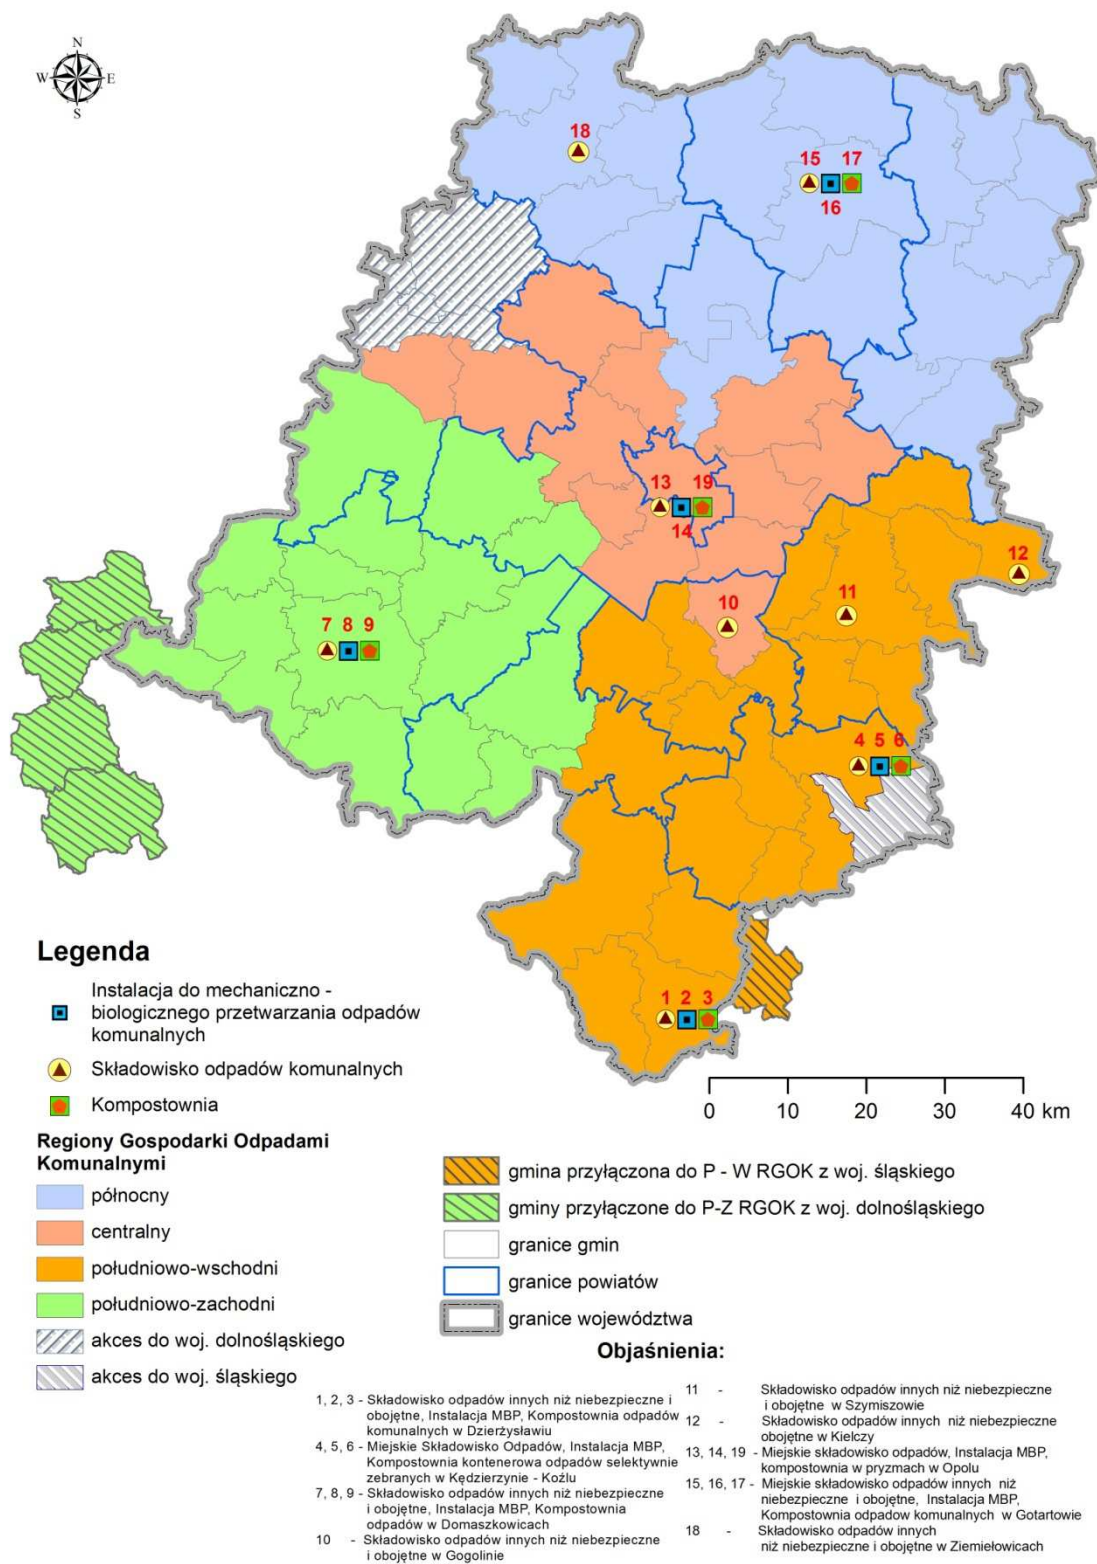 N
W E
S
18
15 17
16
13 19
14
12
11
10
7 8 9
4 5 6
1 2 3
Legenda
Instalacja do mechaniczno -
biologicznego przetwarzania odpadów
komunalnych
Składowisko odpadów komunalnych
Kompostownia
0 10 20 30 40 km
Regiony Gospodarki Odpadami
Komunalnymi
północny
centralny
południowo-wschodni
południowo-zachodni
akces do woj. dolnośląskiego
akces do woj. śląskiego
gmina przyłączona do P - W RGOK z woj. śląskiego
gminy przyłączone do P-Z RGOK z woj. dolnośląskiego
granice gmin
granice powiatów
granice województwa
Objaśnienia:
1, 2, 3 - Składowisko odpadów innych niż niebezpieczne i
obojętne, Instalacja MBP, Kompostownia odpadów
komunalnych w Dzierżysławiu
4, 5, 6 - Miejskie Składowisko Odpadów, Instalacja MBP,
Kompostownia kontenerowa odpadów selektywnie
zebranych w Kędzierzynie - Koźlu
7, 8, 9 - Składowisko odpadów innych niż niebezpieczne
i obojętne, Instalacja MBP, Kompostownia
odpadów w Domaszkowicach
10 - Składowisko odpadów innych niż niebezpieczne
i obojętne w Gogolinie
11 - Składowisko odpadów innych niż niebezpieczne
i obojętne w Szymiszowie
12 - Składowisko odpadów innych niż niebezpieczne
obojętne w Kielczy
13, 14, 19 - Miejskie składowisko odpadów, Instalacja MBP,
kompostownia w pryzmach w Opolu
15, 16, 17 - Miejskie składowisko odpadów innych niż
niebezpieczne i obojętne, Instalacja MBP,
Kompostownia odpadow komunalnych w Gotartowie
18 - Składowisko odpadów innych
niż niebezpieczne i obojętne w Ziemiełowicach